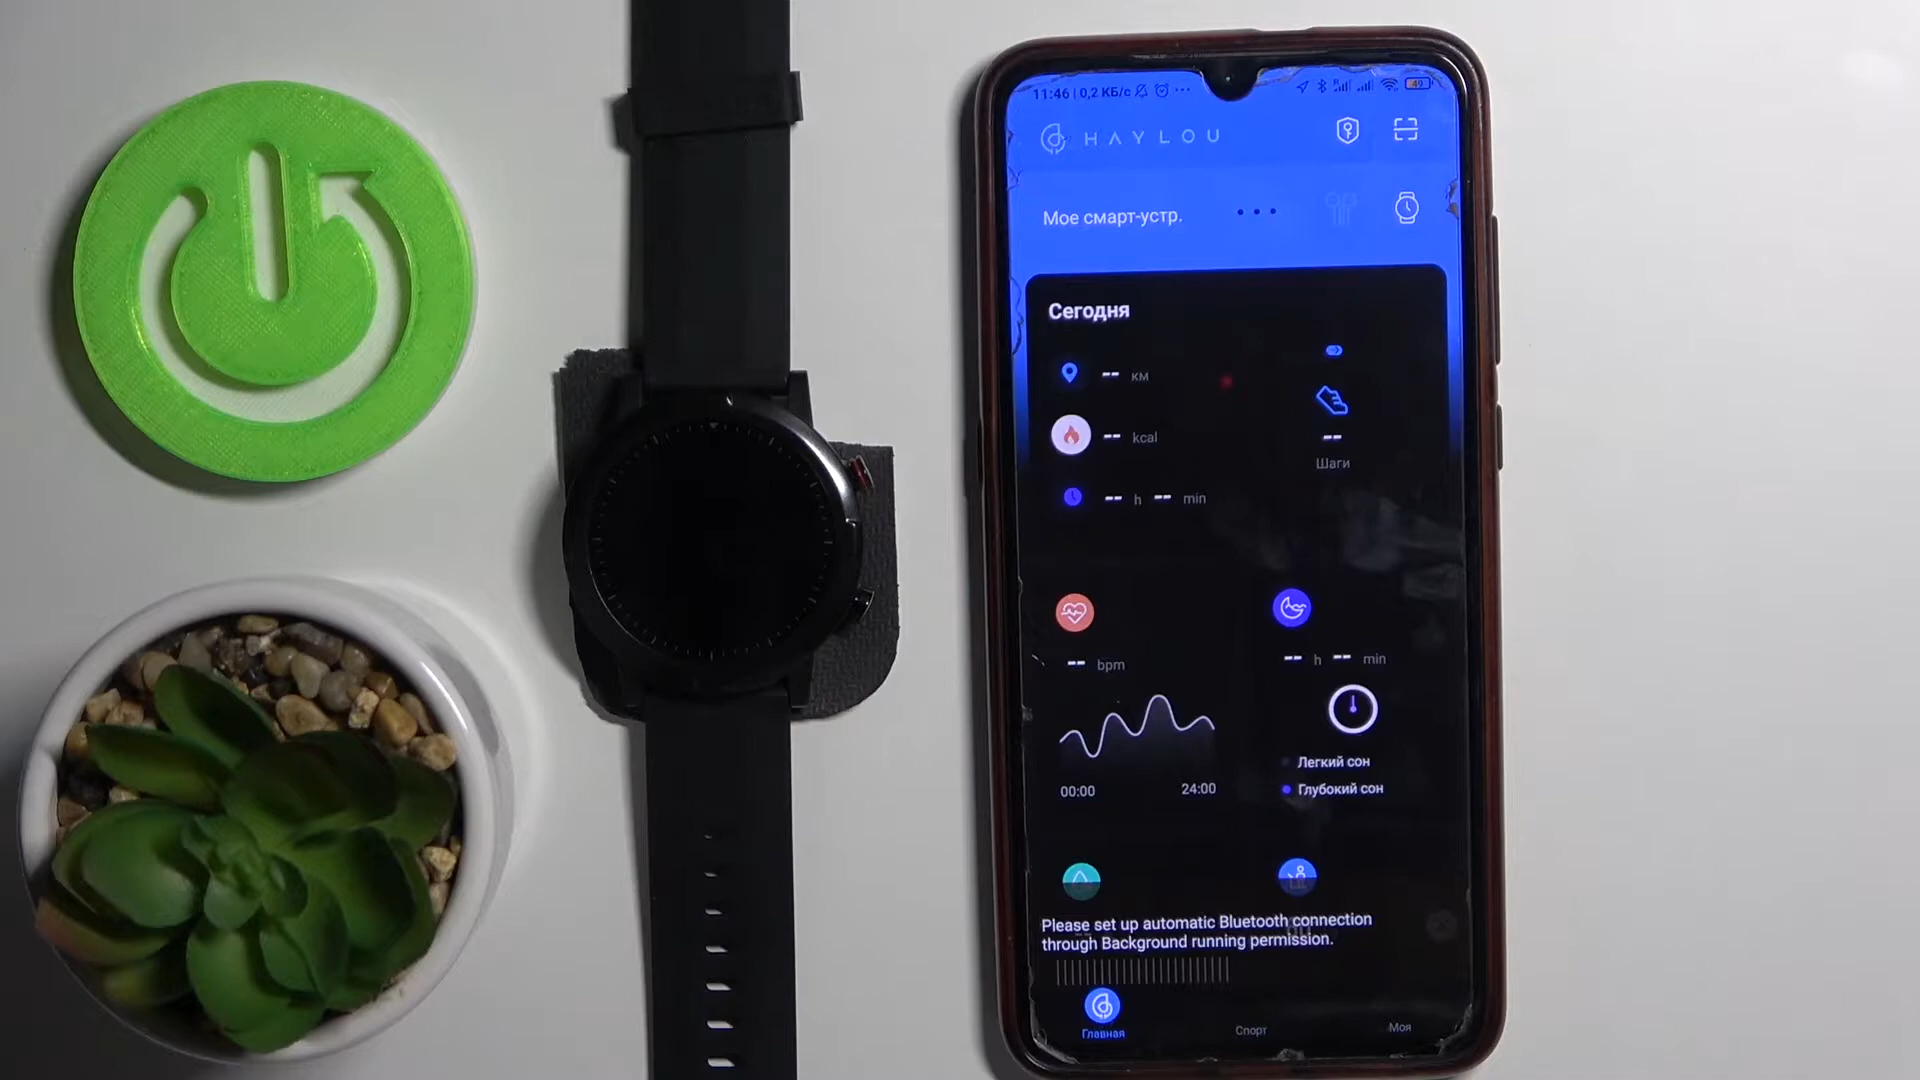 11:46 | 0,2 КБ/с
49
HAYLOU
Мое смарт-устр.
Сегодня
-- км
-- kcal
--
Шаги
-- h -- min
-- bpm
-- h -- min
Легкий сон
Глубокий сон
00:00
24:00
Please set up automatic Bluetooth connection
through Background running permission.
Главная
Спорт
Моя